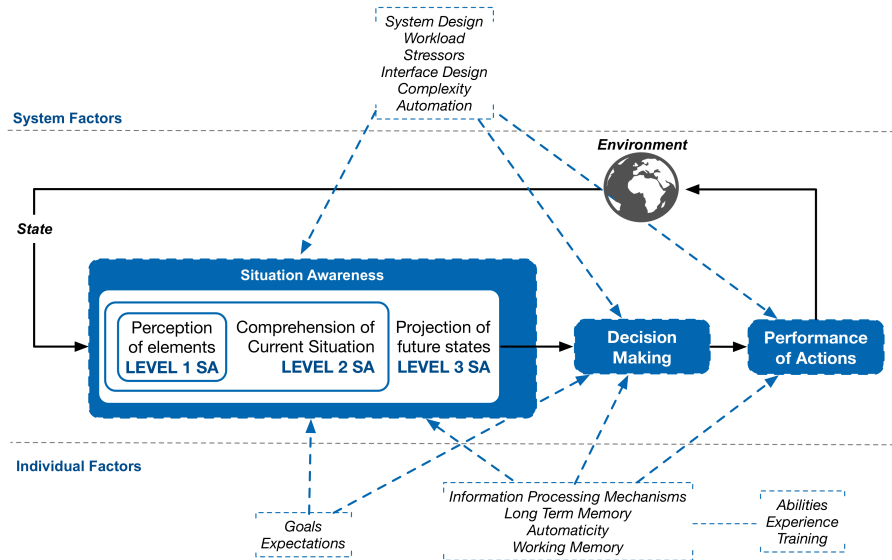 System Design
Workload
Stressors
Interface Design
Complexity
Automation
System Factors
Environment
State
Situation Awareness
Perception
of elements
LEVEL 1 SA
Comprehension of
Current Situation
LEVEL 2 SA
Projection of
future states
LEVEL 3 SA
Decision
Making
Performance
of Actions
Individual Factors
Goals
Expectations
Information Processing Mechanisms
Long Term Memory
Automaticity
Working Memory
Abilities
Experience
Training